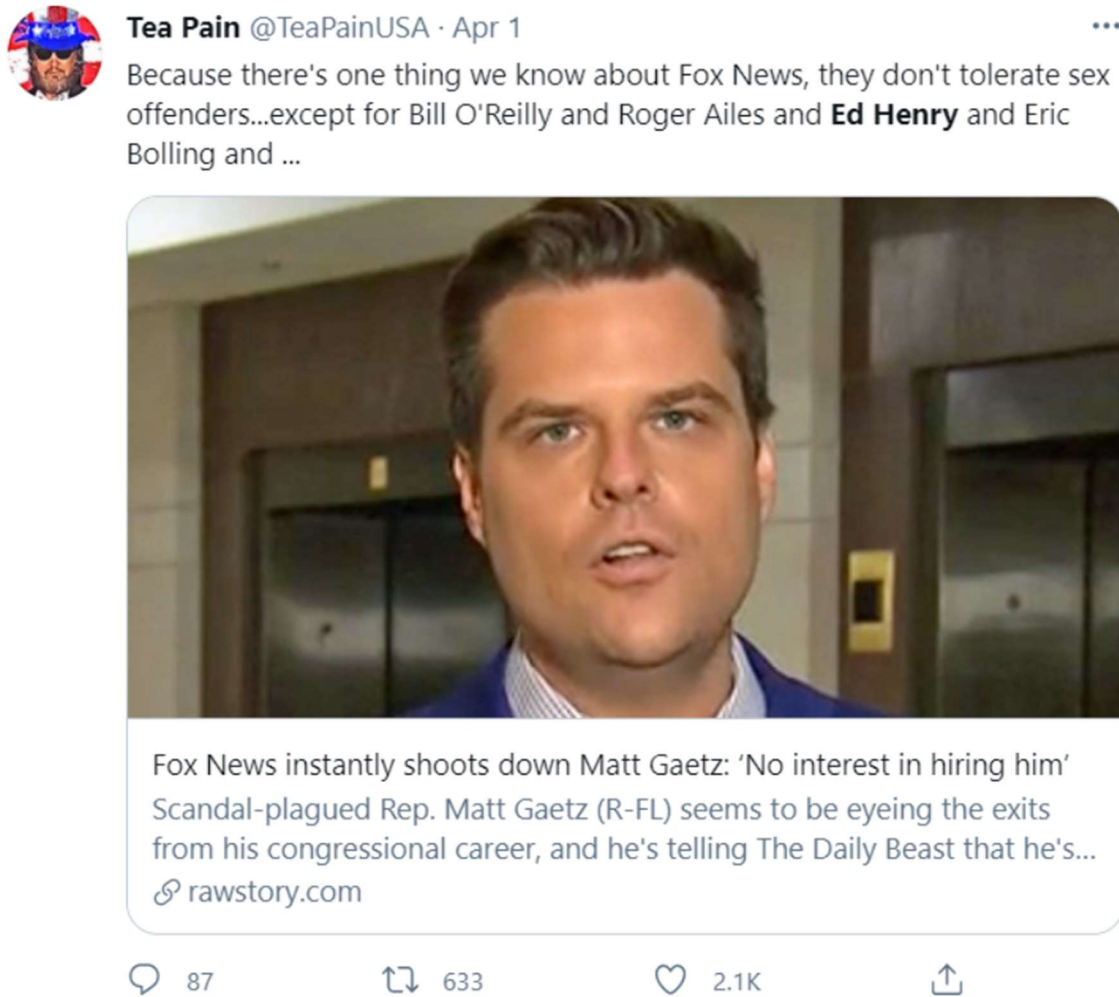 Tea Pain @TeaPainUSA · Apr 1
Because there's one thing we know about Fox News, they don't tolerate sex
offenders...except for Bill O'Reilly and Roger Ailes and Ed Henry and Eric
Bolling and ...
Fox News instantly shoots down Matt Gaetz: ‘No interest in hiring him’
Scandal-plagued Rep. Matt Gaetz (R-FL) seems to be eyeing the exits
from his congressional career, and he's telling The Daily Beast that he's...
rawstory.com
87 633 2.1K